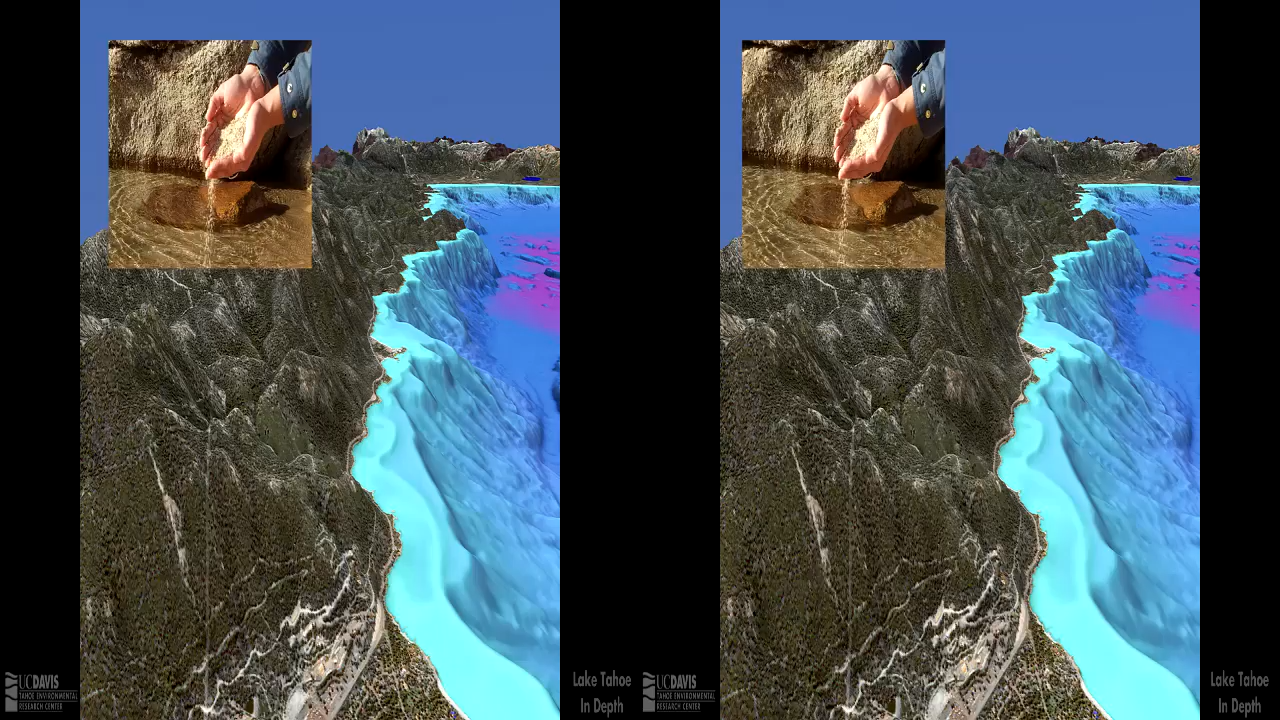 UCDAVIS
TAHOE ENVIRONMENTAL
RESEARCH CENTER
Lake Tahoe
In Depth
UCDAVIS
TAHOE ENVIRONMENTAL
RESEARCH CENTER
Lake Tahoe
In Depth